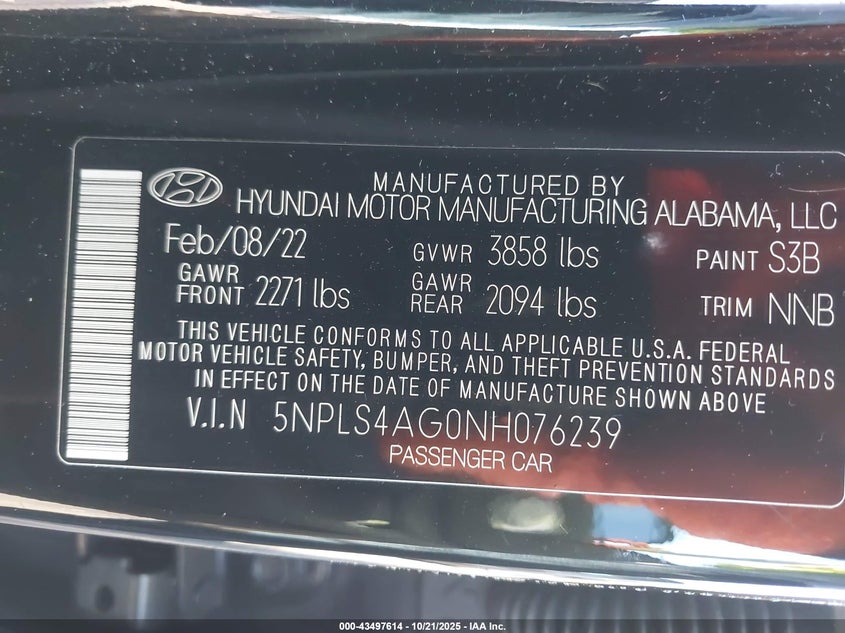 MANUFACTURED BY
HYUNDAI MOTOR MANUFACTURING ALABAMA, LLC
Feb/08/22 GVWR 3858 lbs PAINT S3B
GAWR FRONT 2271 lbs GAWR REAR 2094 lbs TRIM NNB
THIS VEHICLE CONFORMS TO ALL APPLICABLE U.S.A. FEDERAL
MOTOR VEHICLE SAFETY, BUMPER, AND THEFT PREVENTION STANDARDS
IN EFFECT ON THE DATE OF MANUFACTURE SHOWN ABOVE
V.I.N 5NPLS4AG0NH076239
PASSENGER CAR
000-43497614 - 10/21/2025 - IAA Inc.